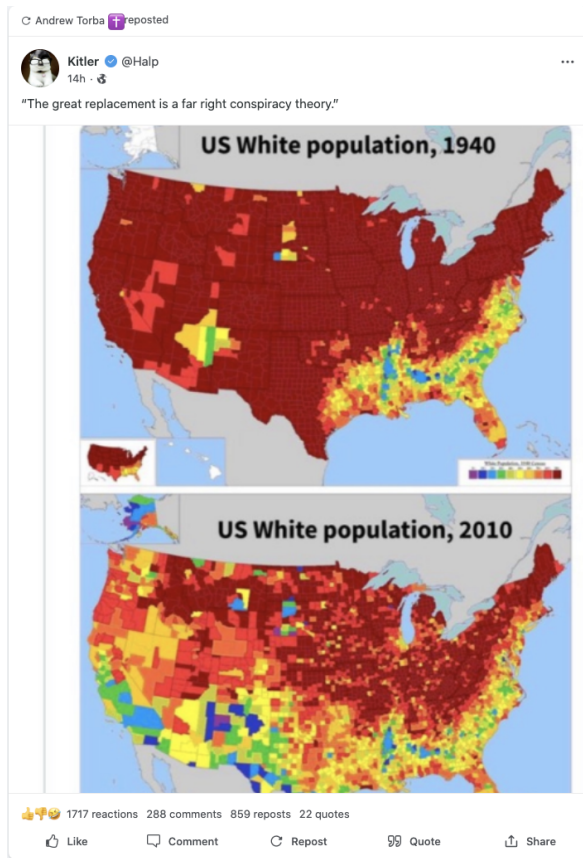 Andrew Torba reposted
Kitler @Halp
14h ·
“The great replacement is a far right conspiracy theory.”
US White population, 1940
US White population, 2010
1717 reactions 288 comments 859 reposts 22 quotes
Like Comment Repost Quote Share